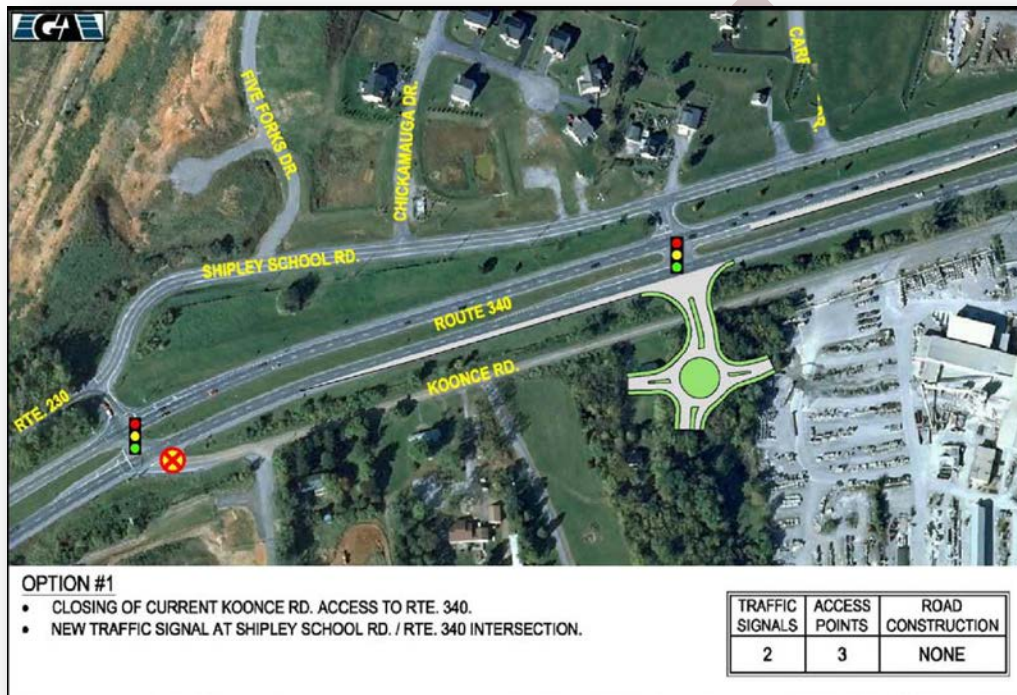 FIVE FORKS DR.
CHICKAMAUGA DR.
DR.
SHIPLEY SCHOOL RD.
ROUTE 340
KOONCE RD.
RTE. 230
OPTION #1
• CLOSING OF CURRENT KOONCE RD. ACCESS TO RTE. 340.
• NEW TRAFFIC SIGNAL AT SHIPLEY SCHOOL RD. / RTE. 340 INTERSECTION.
TRAFFIC SIGNALS ACCESS POINTS ROAD CONSTRUCTION
2 3 NONE